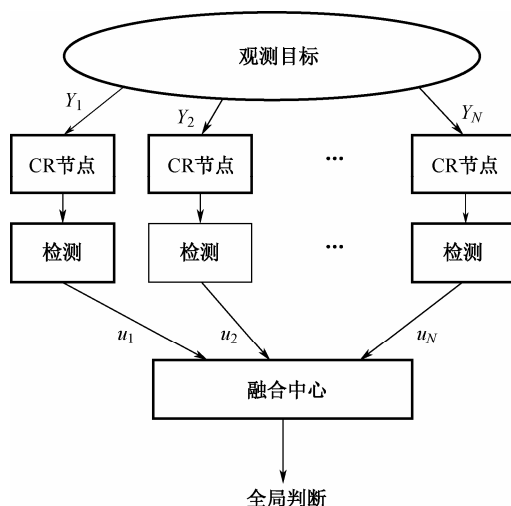 观测目标
Y1 Y2 YN
CR节点 CR节点 ... CR节点
检测 检测 ... 检测
u1 u2 uN
融合中心
全局判断